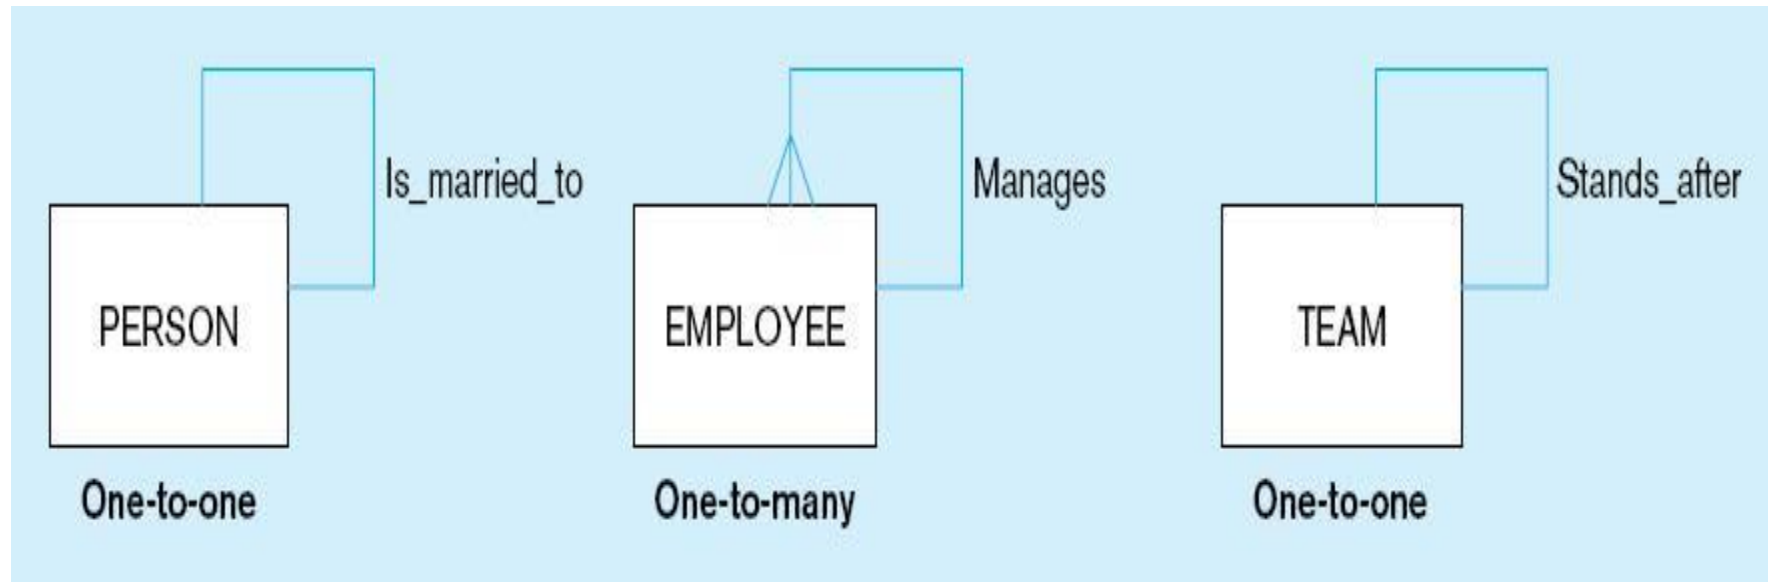 Is_married_to
Manages
Stands_after
PERSON
EMPLOYEE
TEAM
One-to-one
One-to-many
One-to-one